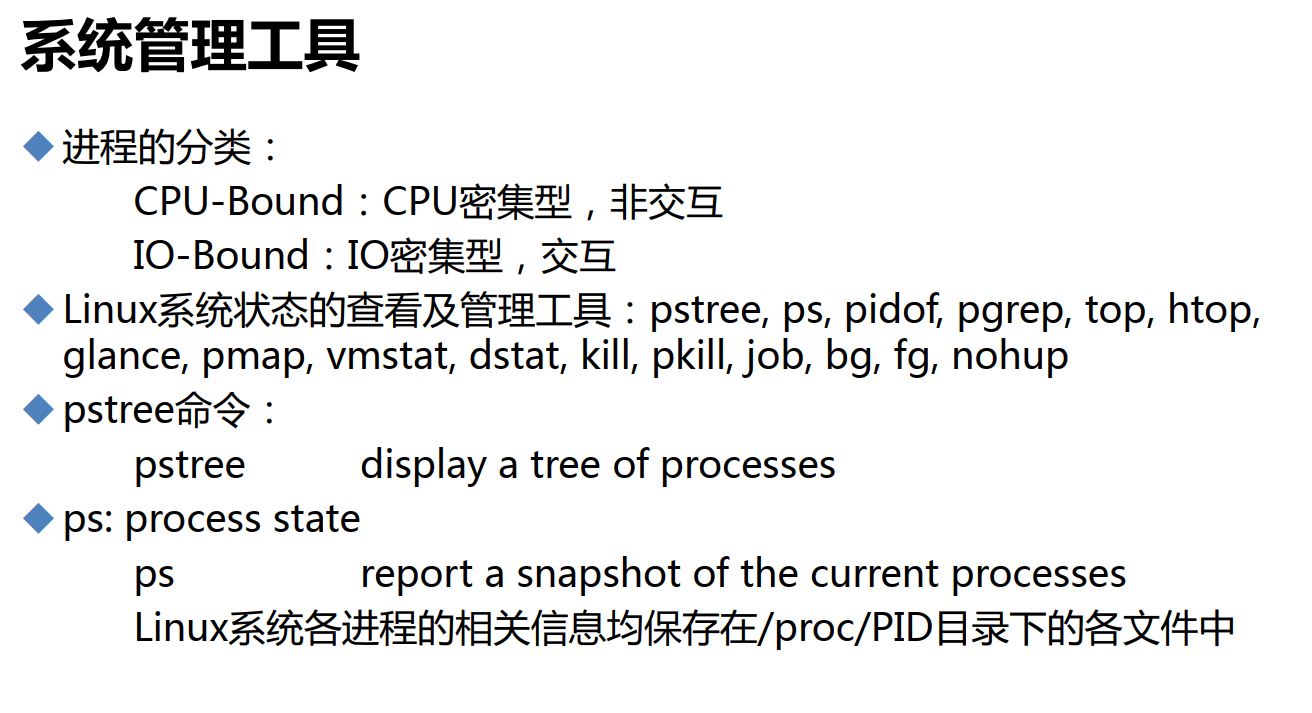 系统管理工具
进程的分类：
CPU-Bound：CPU密集型，非交互
IO-Bound：IO密集型，交互
Linux系统状态的查看及管理工具：pstree, ps, pidof, pgrep, top, htop,
glance, pmap, vmstat, dstat, kill, pkill, job, bg, fg, nohup
pstree命令：
pstree display a tree of processes
ps: process state
ps report a snapshot of the current processes
Linux系统各进程的相关信息均保存在/proc/PID目录下的各文件中